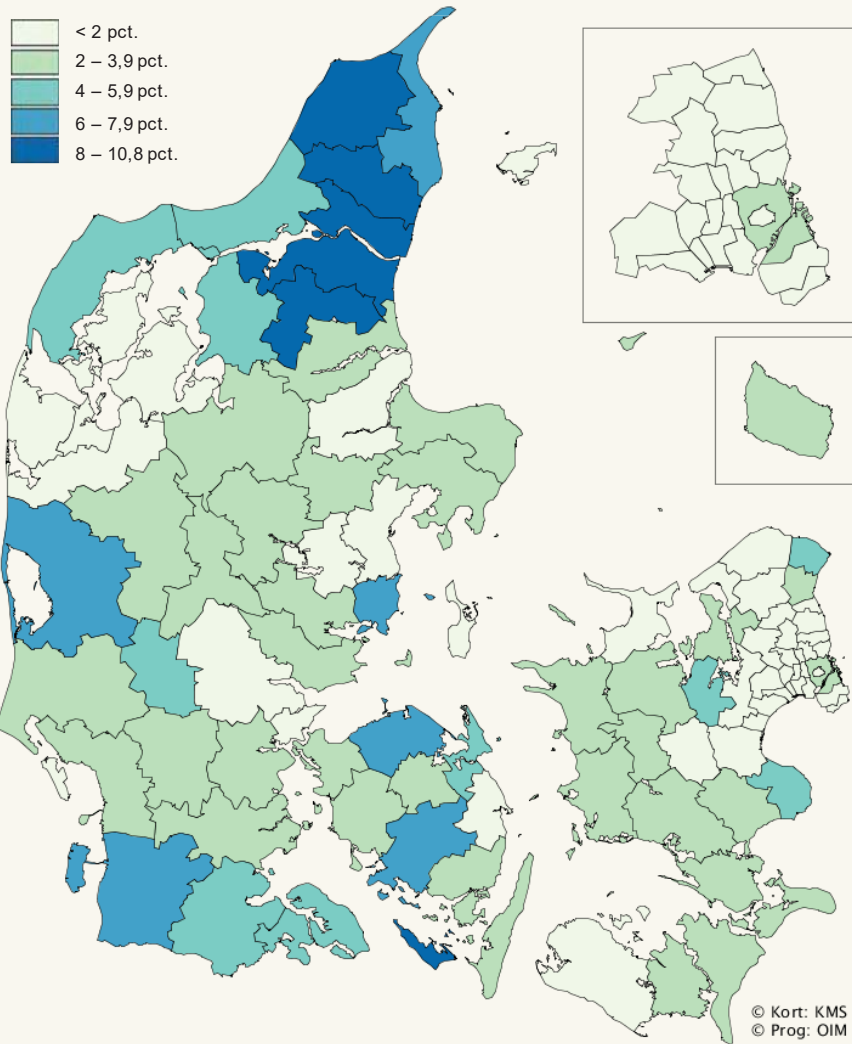 < 2 pct.
2 – 3,9 pct.
4 – 5,9 pct.
6 – 7,9 pct.
8 – 10,8 pct.
© Kort: KMS
© Prog: OIM